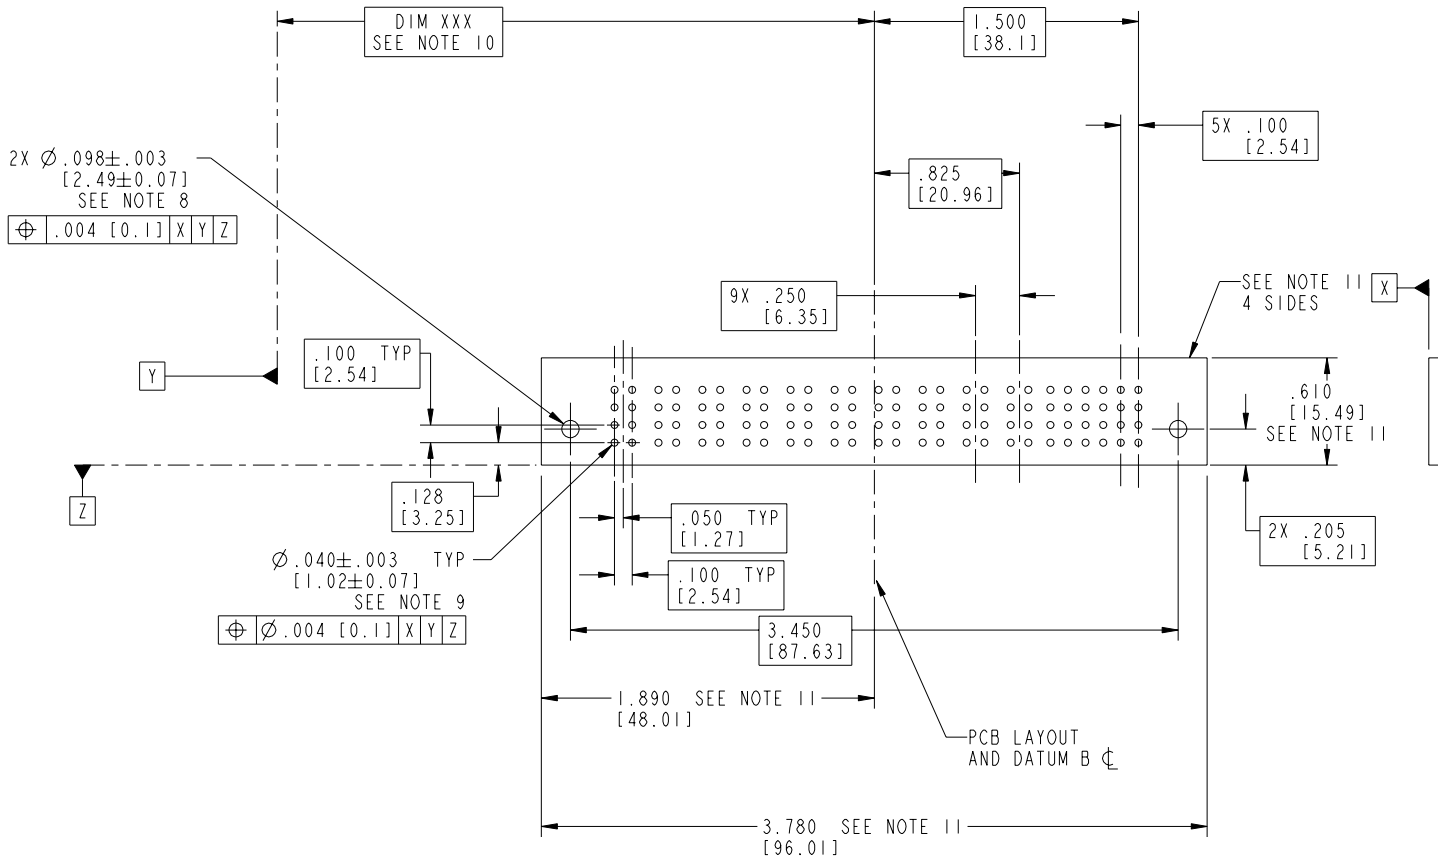 DIM XXX
SEE NOTE 10
1.500
[38.1]
5X .100
[2.54]
2X Ø .098±.003
[2.49±0.07]
SEE NOTE 8
⌖ .004 [0.1] X Y Z
.825
[20.96]
9X .250
[6.35]
SEE NOTE 11
4 SIDES
X
.100 TYP
[2.54]
Y
.610
[15.49]
SEE NOTE 11
Z
.128
[3.25]
.050 TYP
[1.27]
2X .205
[5.21]
Ø .040±.003 TYP
[1.02±0.07]
SEE NOTE 9
⌖ Ø .004 [0.1] X Y Z
.100 TYP
[2.54]
3.450
[87.63]
1.890 SEE NOTE 11
[48.01]
PCB LAYOUT
AND DATUM B ℄
3.780 SEE NOTE 11
[96.01]